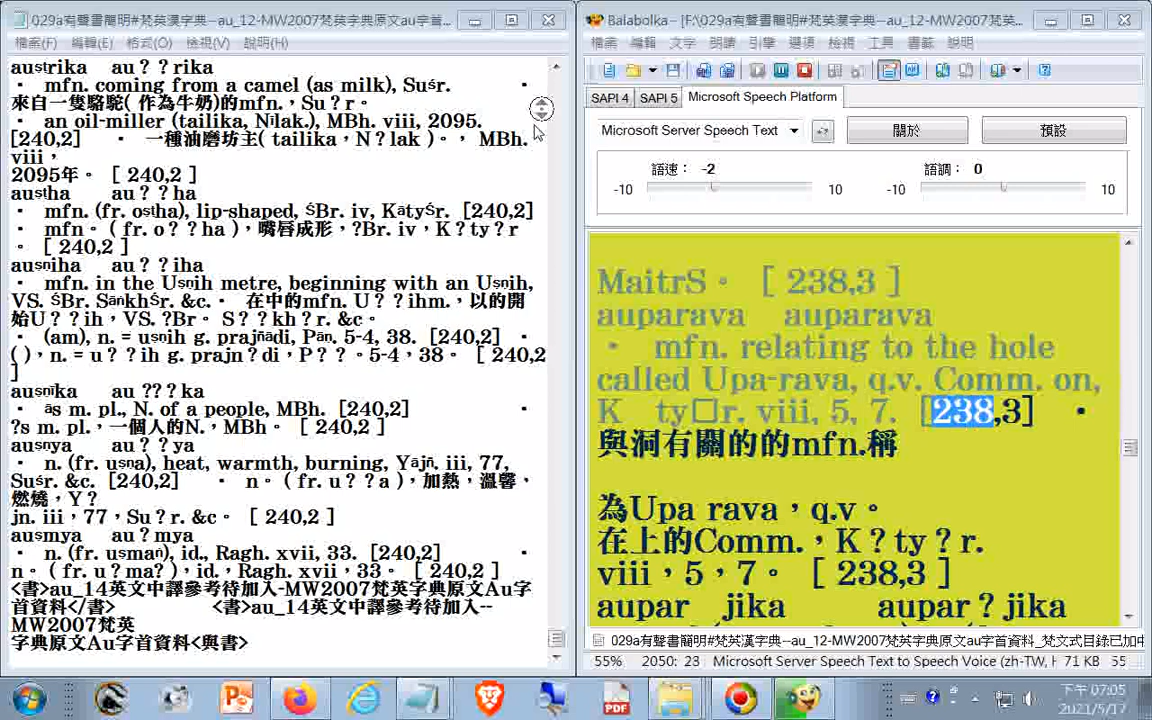 029a有聲書簡明#梵英漢字典--au_12-MW2007梵英字典原文au字首...
檔案(F) 編輯(E) 格式(O) 檢視(V) 說明(H)
auṣṭrika au？？rika
• mfn. coming from a camel (as milk), Suśr.
來自一隻駱駝( 作為牛奶)的mfn.，Su？r。
• an oil-miller (tailika, Nīlak.), MBh. viii, 2095.
[240,2] • 一種油磨坊主( tailika，N？lak )。， MBh.
viii，
2095年。 [ 240,2 ]
auṣṭha au？？ha
• mfn. (fr. oṣṭha), lip-shaped, ŚBr. iv, KātyŚr. [240,2]
• mfn。( fr. o？？ha )，嘴唇成形，?Br. iv，K？ty？r
。 [ 240,2 ]
auṣṇiha au？？iha
• mfn. in the Uṣṇih metre, beginning with an Uṣṇih,
VS. ŚBr. ŚāṅkhŚr. &c. • 在中的mfn. U？？ihm.，以的開
始U？？ih，VS. ?Br。 S？？kh？r. &c。
• (am), n. = uṣṇih g. prajñādi, Pāṇ. 5-4, 38. [240,2]
( )，n. = u？？ih g. prajn？di，P？？。5-4，38。 [ 240,2
]
auṣṇīka au???ka
• ās m. pl., N. of a people, MBh. [240,2] •
?s m. pl.，一個人的N.，MBh。 [ 240,2 ]
auṣṇya au？？ya
• n. (fr. uṣṇa), heat, warmth, burning, Yājñ. iii, 77,
Suśr. &c. [240,2] • n。( fr. u？？a )，加熱，溫馨，
燃燒，Y？
jn. iii，77，Su？r. &c。 [ 240,2 ]
auṣmya au？mya
• n. (fr. uṣman), id., Ragh. xvii, 33. [240,2] •
n。( fr. u？ma?)，id.，Ragh. xvii，33。 [ 240,2 ]
<書>au_14英文中譯參考待加入-MW2007梵英字典原文Au字
首資料</書> <書>au_14英文中譯參考待加入--
MW2007梵英
字典原文Au字首資料<與書>
Balabolka - [F:\029a有聲書簡明#梵英漢字典--au_12-MW2007梵英...
檔案 編輯 文字 朗讀 引擎 選項 檢視 工具 書籤 說明
SAPI 4 SAPI 5 Microsoft Speech Platform
Microsoft Server Speech Text 關於 預設
語速： -2 語調： 0
-10 10 -10 10
MaitrS。 [ 238,3 ]
auparava auparava
• mfn. relating to the hole
called Upa-rava, q.v. Comm. on,
K ty□r. viii, 5, 7. [238,3] •
與洞有關的的mfn.稱
為Upa rava，q.v。
在上的Comm.，K？ty？r.
viii，5，7。 [ 238,3 ]
aupar jika aupar？jika
029a有聲書簡明#梵英漢字典--au_12-MW2007梵英字典原文au字首資料_梵文式目錄已加中
55% 2050: 23 Microsoft Server Speech Text to Speech Voice (zh-TW, H 71 KB 55
下午 07:05
2021/5/17